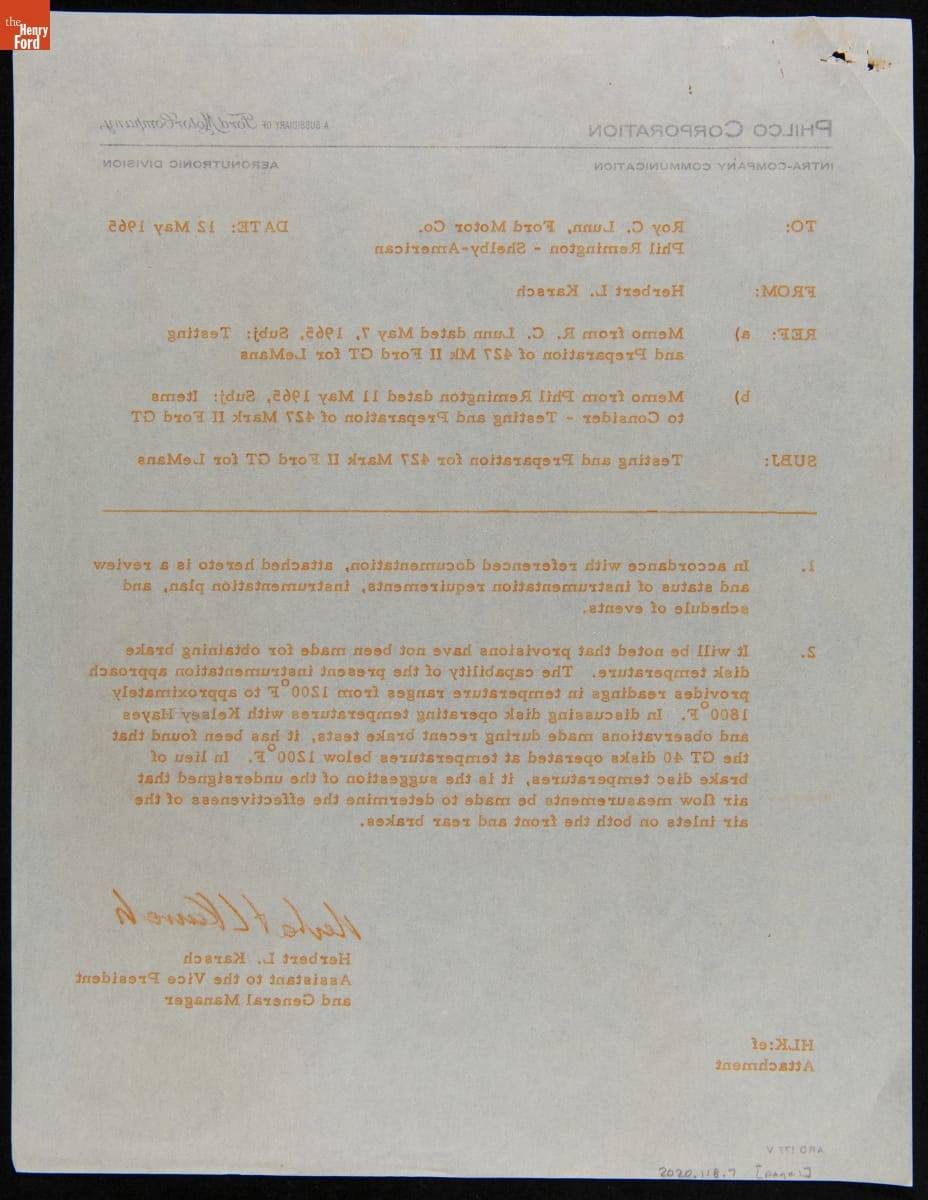 the Henry Ford
PHILCO CORPORATION
A SUBSIDIARY OF Ford Motor Company,
INTRA-COMPANY COMMUNICATION
AERONUTRONIC DIVISION
TO: Roy C. Lunn, Ford Motor Co. DATE: 12 May 1965
Phil Remington - Shelby-American
FROM: Herbert L. Karsch
REF: a) Memo from R. C. Lunn dated May 7, 1965, Subj: Testing
and Preparation of 427 Mk II Ford GT for LeMans
b) Memo from Phil Remington dated 11 May 1965, Subj: Items
to Consider - Testing and Preparation of 427 Mark II Ford GT
SUBJ: Testing and Preparation for 427 Mark II Ford GT for LeMans
1. In accordance with referenced documentation, attached hereto is a review
and status of instrumentation requirements, instrumentation plan, and
schedule of events.
2. It will be noted that provisions have not been made for obtaining brake
disk temperature. The capability of the present instrumentation approach
provides readings in temperature ranges from 1200°F to approximately
1800°F. In discussing disk operating temperatures with Kelsey Hayes
and observations made during recent brake tests, it has been found that
the GT 40 disks operated at temperatures below 1200°F. In lieu of
brake disc temperatures, it is the suggestion of the undersigned that
air flow measurements be made to determine the effectiveness of the
air inlets on both the front and rear brakes.
Herbert L Karsch
Herbert L. Karsch
Assistant to the Vice President
and General Manager
HLK:ef
Attachment
ARD 177 V
2020.118.7 [page 1]